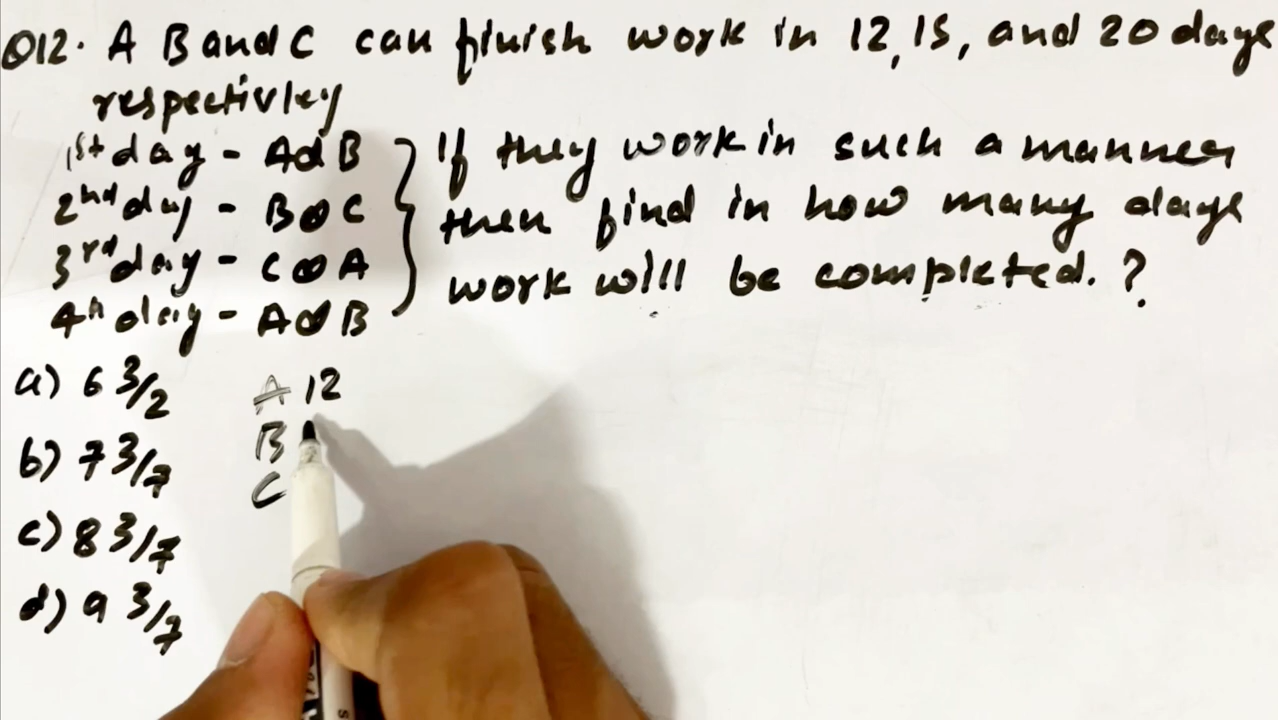 Q12. A B and C can finish work in 12, 15, and 20 days
respectivley
1st day - A & B
2nd day - B & C
3rd day - C & A
4th day - A & B
If they work in such a manner
then find in how many days
work will be completed. ?
a) 6 3/2
b) 7 3/7
c) 8 3/7
d) 9 3/7
A 12
B
C